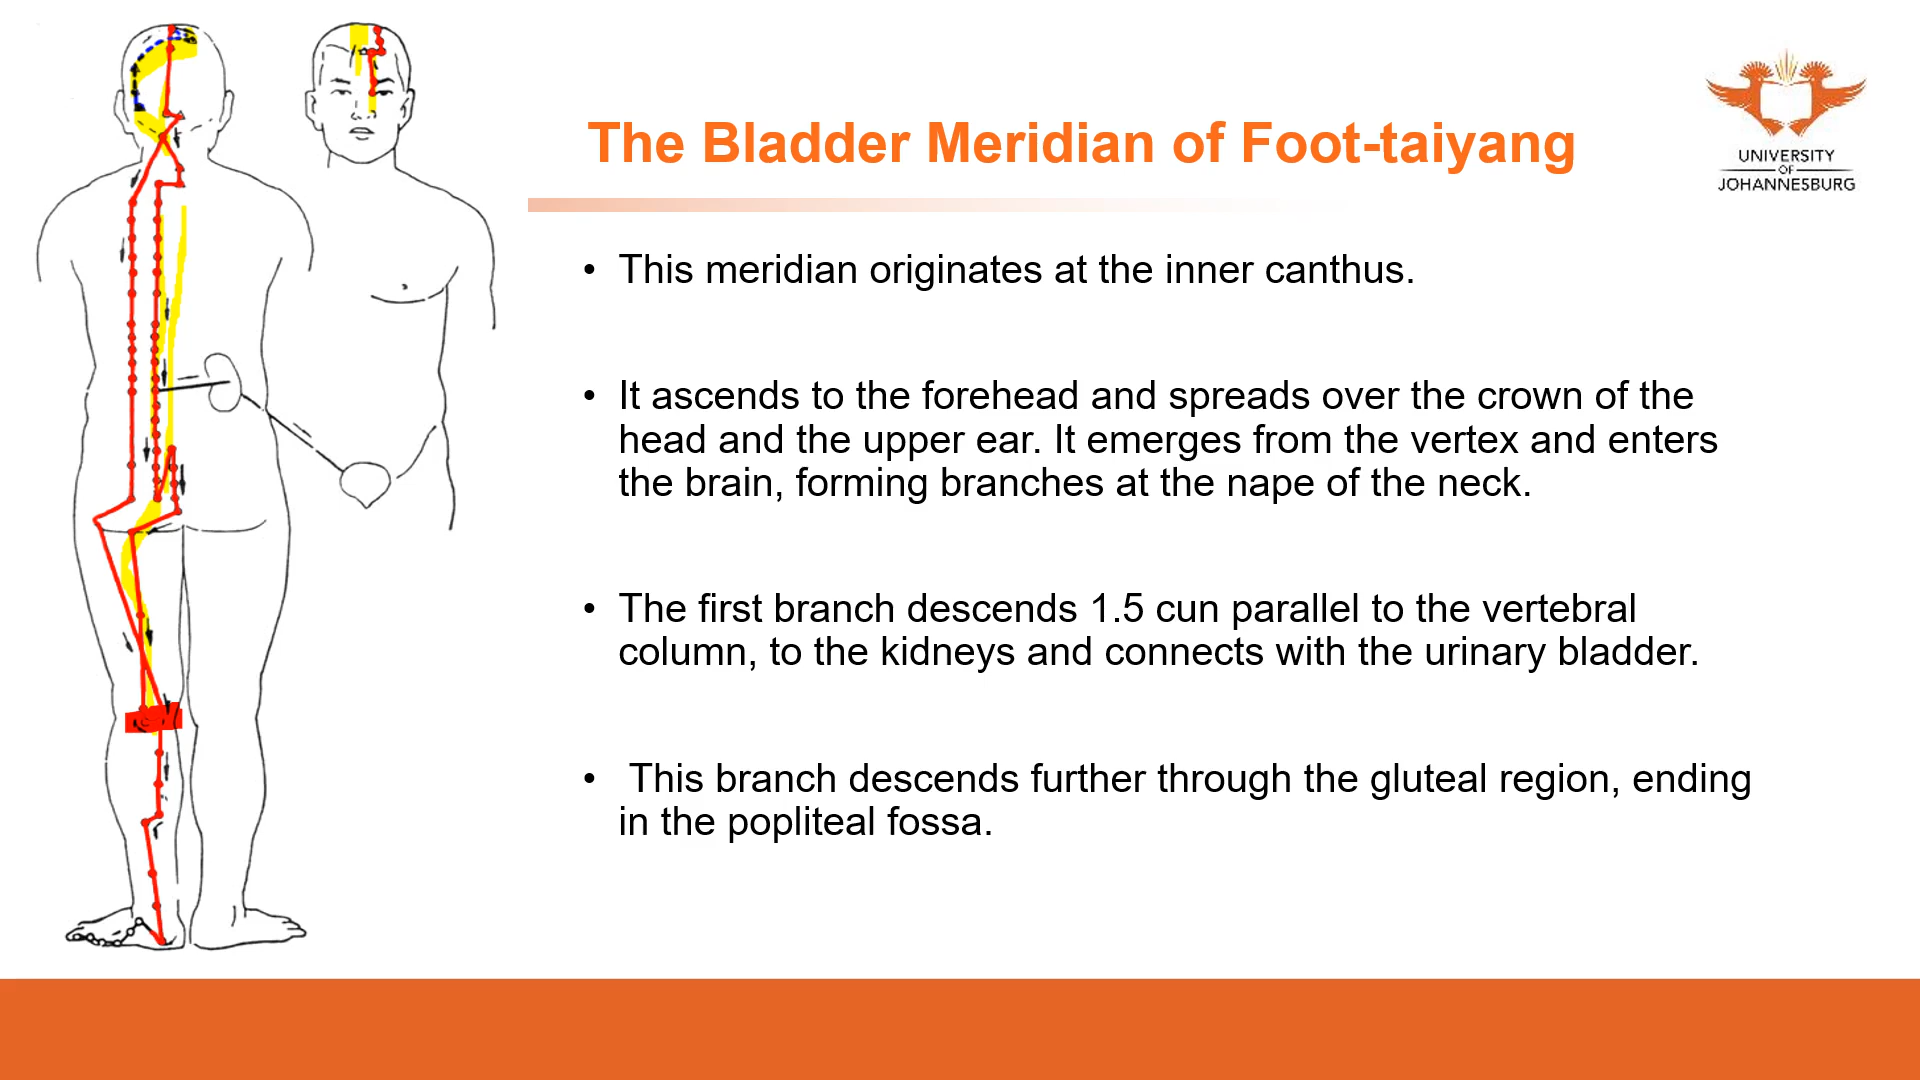 The Bladder Meridian of Foot-taiyang
UNIVERSITY
OF
JOHANNESBURG
• This meridian originates at the inner canthus.
• It ascends to the forehead and spreads over the crown of the
head and the upper ear. It emerges from the vertex and enters
the brain, forming branches at the nape of the neck.
• The first branch descends 1.5 cun parallel to the vertebral
column, to the kidneys and connects with the urinary bladder.
• This branch descends further through the gluteal region, ending
in the popliteal fossa.